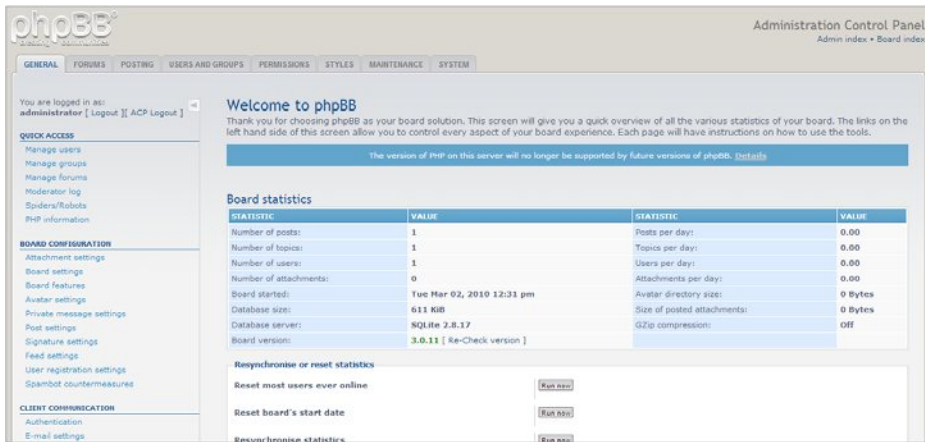 phpBB
creating communities
Administration Control Panel
Admin index • Board index
GENERAL FORUMS POSTING USERS AND GROUPS PERMISSIONS STYLES MAINTENANCE SYSTEM
You are logged in as:
administrator [ Logout ][ ACP Logout ]
QUICK ACCESS
Manage users
Manage groups
Manage forums
Moderator log
Spiders/Robots
PHP information
BOARD CONFIGURATION
Attachment settings
Board settings
Board features
Avatar settings
Private message settings
Post settings
Signature settings
Feed settings
User registration settings
Spambot countermeasures
CLIENT COMMUNICATION
Authentication
E-mail settings
Welcome to phpBB
Thank you for choosing phpBB as your board solution. This screen will give you a quick overview of all the various statistics of your board. The links on the
left hand side of this screen allow you to control every aspect of your board experience. Each page will have instructions on how to use the tools.
The version of PHP on this server will no longer be supported by future versions of phpBB. Details
Board statistics
STATISTIC VALUE STATISTIC VALUE
Number of posts: 1 Posts per day: 0.00
Number of topics: 1 Topics per day: 0.00
Number of users: 1 Users per day: 0.00
Number of attachments: 0 Attachments per day: 0.00
Board started: Tue Mar 02, 2010 12:31 pm Avatar directory size: 0 Bytes
Database size: 611 KiB Size of posted attachments: 0 Bytes
Database server: SQLite 2.8.17 GZip compression: Off
Board version: 3.0.11 [ Re-Check version ]
Resynchronise or reset statistics
Reset most users ever online Run now
Reset board's start date Run now
Resynchronise statistics Run now